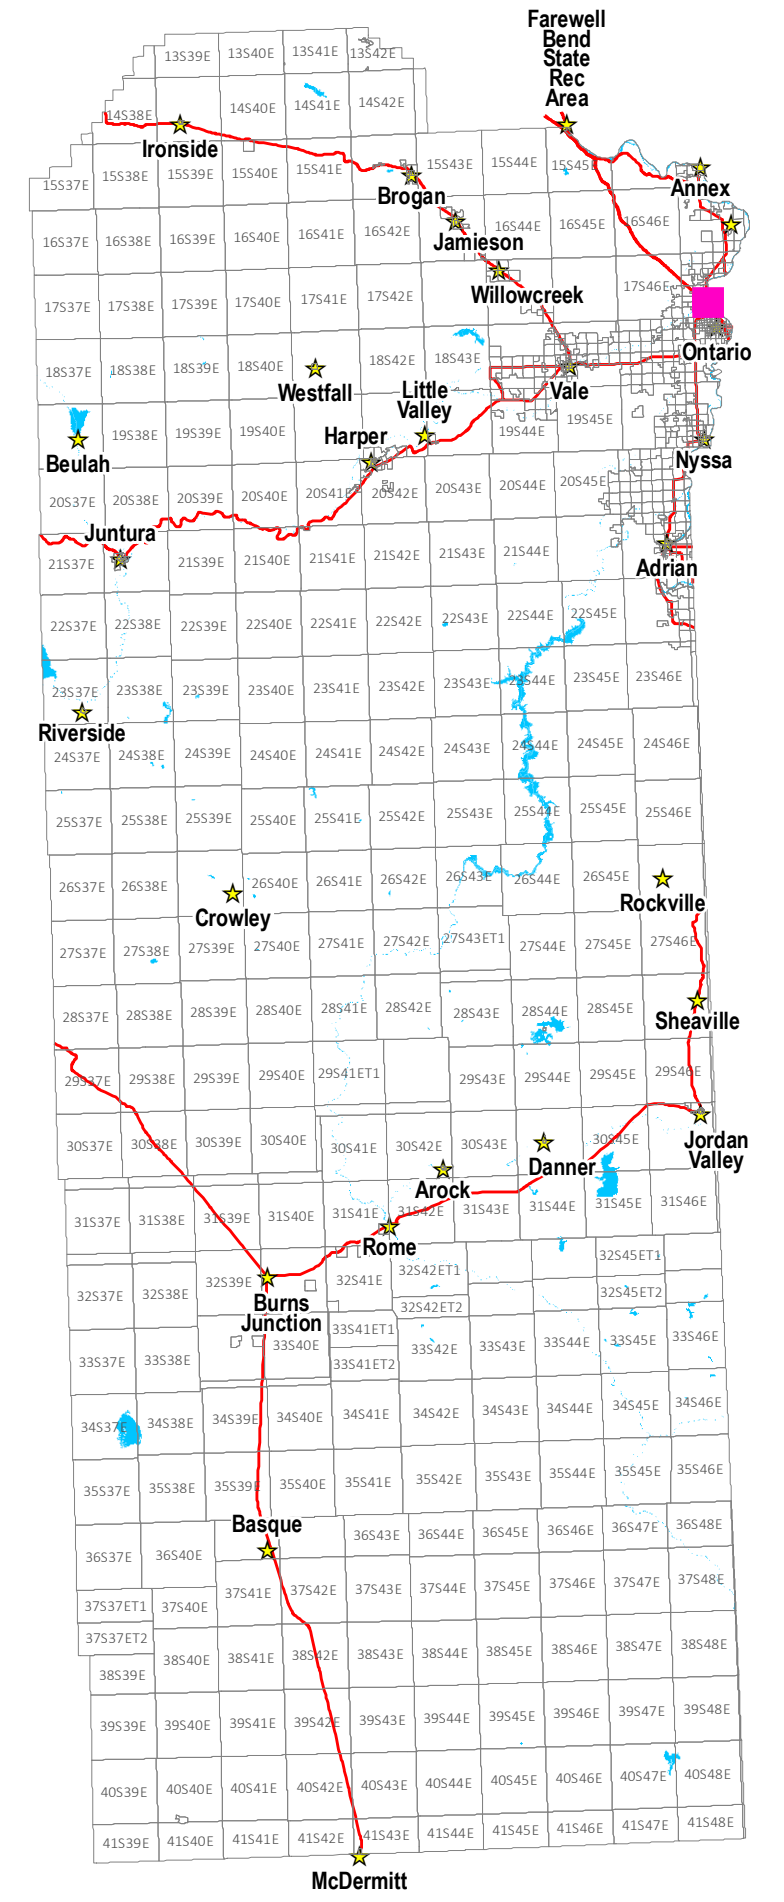 Farewell
Bend
State
Rec
Area
13S39E
13S40E
13S41E
13S42E
14S38E
14S40E
14S41E
14S42E
Ironside
15S37E
15S38E
15S39E
15S40E
15S41E
Brogan
15S43E
15S44E
15S45E
Annex
16S37E
16S38E
16S39E
16S40E
16S41E
16S42E
Jamieson
16S44E
16S45E
16S46E
17S37E
17S38E
17S39E
17S40E
17S41E
17S42E
Willowcreek
17S46E
Ontario
18S37E
18S38E
18S39E
18S40E
Westfall
18S42E
18S43E
Little
Valley
Vale
Beulah
19S38E
19S39E
19S40E
Harper
19S44E
19S45E
Nyssa
20S37E
20S38E
20S39E
20S40E
20S41E
20S42E
20S43E
20S44E
20S45E
Juntura
21S37E
21S39E
21S40E
21S41E
21S42E
21S43E
21S44E
Adrian
22S37E
22S38E
22S39E
22S40E
22S41E
22S42E
22S43E
22S44E
22S45E
23S37E
23S38E
23S39E
23S40E
23S41E
23S42E
23S43E
23S44E
23S45E
23S46E
Riverside
24S37E
24S38E
24S39E
24S40E
24S41E
24S42E
24S43E
24S44E
24S45E
24S46E
25S37E
25S38E
25S39E
25S40E
25S41E
25S42E
25S43E
25S44E
25S45E
25S46E
26S37E
26S38E
Crowley
26S40E
26S41E
26S42E
26S43E
26S44E
26S45E
Rockville
27S37E
27S38E
27S39E
27S40E
27S41E
27S42E
27S43ET1
27S44E
27S45E
27S46E
28S37E
28S38E
28S39E
28S40E
28S41E
28S42E
28S43E
28S44E
28S45E
Sheaville
29S37E
29S38E
29S39E
29S40E
29S41ET1
29S43E
29S44E
29S45E
29S46E
30S37E
30S38E
30S39E
30S40E
30S41E
30S42E
30S43E
Danner
30S45E
Jordan
Valley
Arock
31S37E
31S38E
31S39E
31S40E
31S41E
31S42E
31S43E
31S44E
31S45E
31S46E
Rome
32S37E
32S38E
32S39E
32S41E
32S42ET1
32S42ET2
32S45ET1
32S45ET2
Burns
Junction
33S37E
33S38E
33S40E
33S41ET1
33S41ET2
33S42E
33S43E
33S44E
33S45E
33S46E
34S37E
34S38E
34S39E
34S40E
34S41E
34S42E
34S43E
34S44E
34S45E
34S46E
35S37E
35S38E
35S39E
35S40E
35S41E
35S42E
35S43E
35S44E
35S45E
35S46E
Basque
36S37E
36S40E
36S43E
36S44E
36S45E
36S46E
36S47E
36S48E
37S37ET1
37S37ET2
37S40E
37S41E
37S42E
37S43E
37S44E
37S45E
37S46E
37S47E
37S48E
38S39E
38S40E
38S41E
38S42E
38S43E
38S44E
38S45E
38S46E
38S47E
38S48E
39S39E
39S40E
39S41E
39S42E
39S43E
39S44E
39S45E
39S46E
39S47E
39S48E
40S39E
40S40E
40S41E
40S42E
40S43E
40S44E
40S45E
40S46E
40S47E
40S48E
41S39E
41S40E
41S41E
41S42E
41S43E
41S44E
41S45E
41S46E
41S47E
41S48E
McDermitt